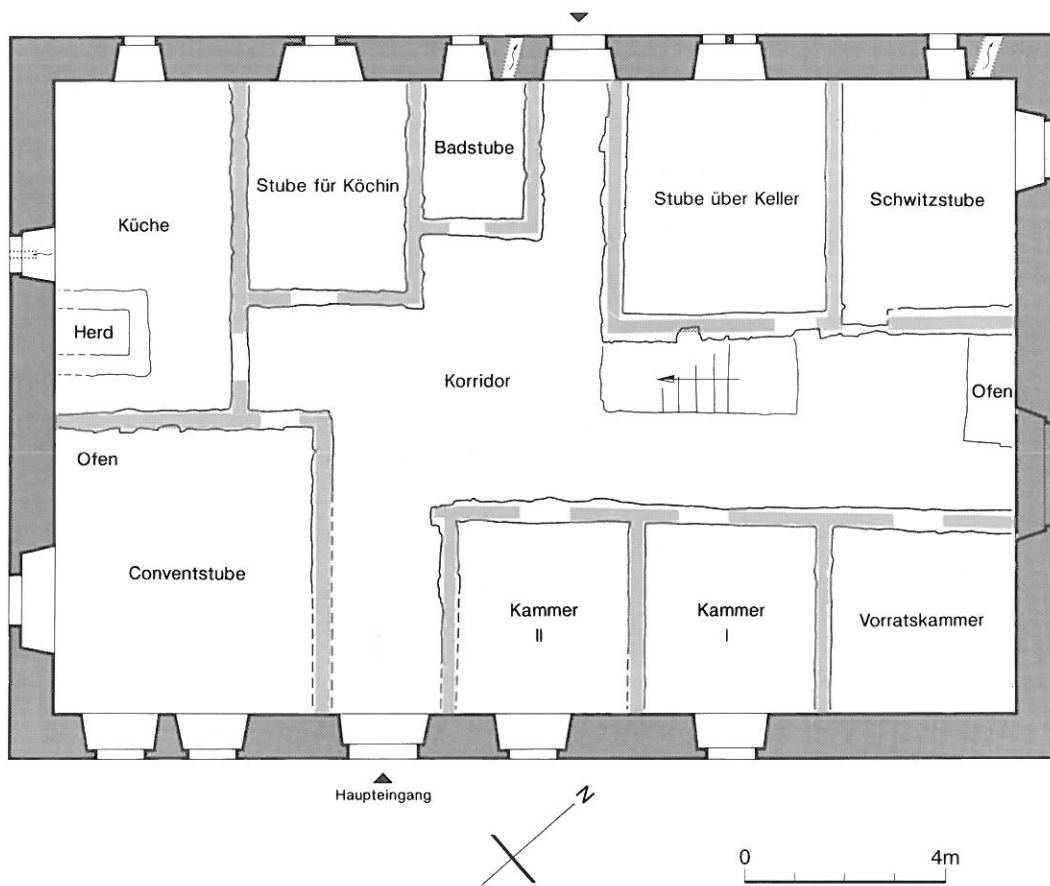 Badstube
Stube für Köchin
Stube über Keller
Schwitzstube
Küche
Herd
Korridor
Ofen
Ofen
Conventstube
Kammer
II
Kammer
I
Vorratskammer
Haupteingang
N
0 4m